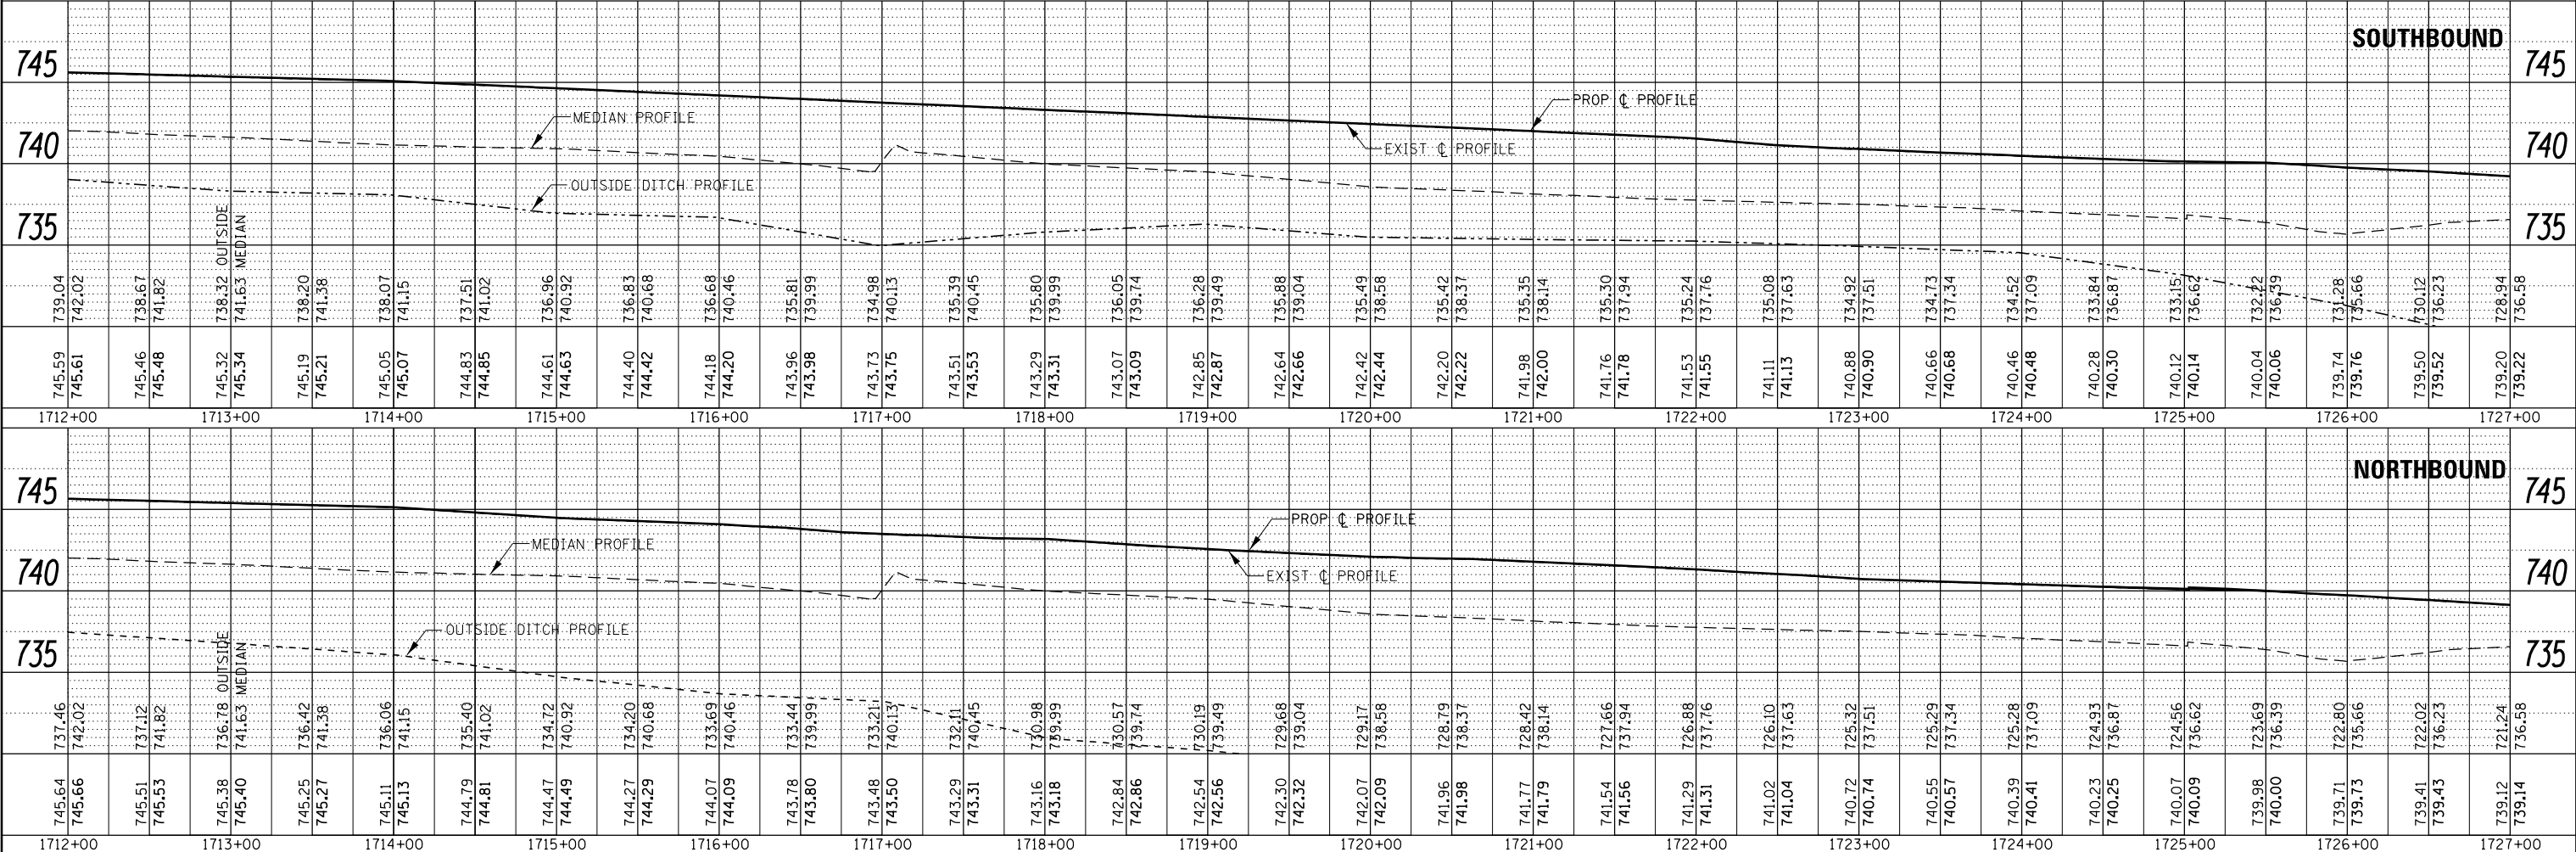 SOUTHBOUND
745 745
PROP ℄ PROFILE
MEDIAN PROFILE
740 740
EXIST ℄ PROFILE
OUTSIDE DITCH PROFILE
735 735
739.04 738.67 738.32 OUTSIDE 738.20 738.07 737.51 736.96 736.83 736.68 735.81 734.98 735.39 735.80 736.05 736.28 735.88 735.49 735.42 735.35 735.30 735.24 735.08 734.92 734.73 734.52 733.84 733.15 732.22 731.28 730.12 728.94
742.02 741.82 741.63 MEDIAN 741.38 741.15 741.02 740.92 740.68 740.46 739.99 740.13 740.45 739.99 739.74 739.49 739.04 738.58 738.37 738.14 737.94 737.76 737.63 737.51 737.34 737.09 736.87 736.62 736.39 735.66 736.23 736.58
745.59 745.46 745.32 745.19 745.05 744.83 744.61 744.40 744.18 743.96 743.73 743.51 743.29 743.07 742.85 742.64 742.42 742.20 741.98 741.76 741.53 741.11 740.88 740.66 740.46 740.28 740.12 740.04 739.74 739.50 739.20
745.61 745.48 745.34 745.21 745.07 744.85 744.63 744.42 744.20 743.98 743.75 743.53 743.31 743.09 742.87 742.66 742.44 742.22 742.00 741.78 741.55 741.13 740.90 740.68 740.48 740.30 740.14 740.06 739.76 739.52 739.22
1712+00 1713+00 1714+00 1715+00 1716+00 1717+00 1718+00 1719+00 1720+00 1721+00 1722+00 1723+00 1724+00 1725+00 1726+00 1727+00
NORTHBOUND
745 745
PROP ℄ PROFILE
MEDIAN PROFILE
740 740
EXIST ℄ PROFILE
OUTSIDE DITCH PROFILE
735 735
737.46 737.12 736.78 OUTSIDE 736.42 736.06 735.40 734.72 734.20 733.69 733.44 733.21 732.11 730.98 730.57 730.19 729.68 729.17 728.79 728.42 727.66 726.88 726.10 725.32 725.29 725.28 724.93 724.56 723.69 722.80 722.02 721.24
742.02 741.82 741.63 MEDIAN 741.38 741.15 741.02 740.92 740.68 740.46 739.99 740.13 740.45 739.99 739.74 739.49 739.04 738.58 738.37 738.14 737.94 737.76 737.63 737.51 737.34 737.09 736.87 736.62 736.39 735.66 736.23 736.58
745.64 745.51 745.38 745.25 745.11 744.79 744.47 744.27 744.07 743.78 743.48 743.29 743.16 742.84 742.54 742.30 742.07 741.96 741.77 741.54 741.29 741.02 740.72 740.55 740.39 740.23 740.07 739.98 739.71 739.41 739.12
745.66 745.53 745.40 745.27 745.13 744.81 744.49 744.29 744.09 743.80 743.50 743.31 743.18 742.86 742.56 742.32 742.09 741.98 741.79 741.56 741.31 741.04 740.74 740.57 740.41 740.25 740.09 740.00 739.73 739.43 739.14
1712+00 1713+00 1714+00 1715+00 1716+00 1717+00 1718+00 1719+00 1720+00 1721+00 1722+00 1723+00 1724+00 1725+00 1726+00 1727+00